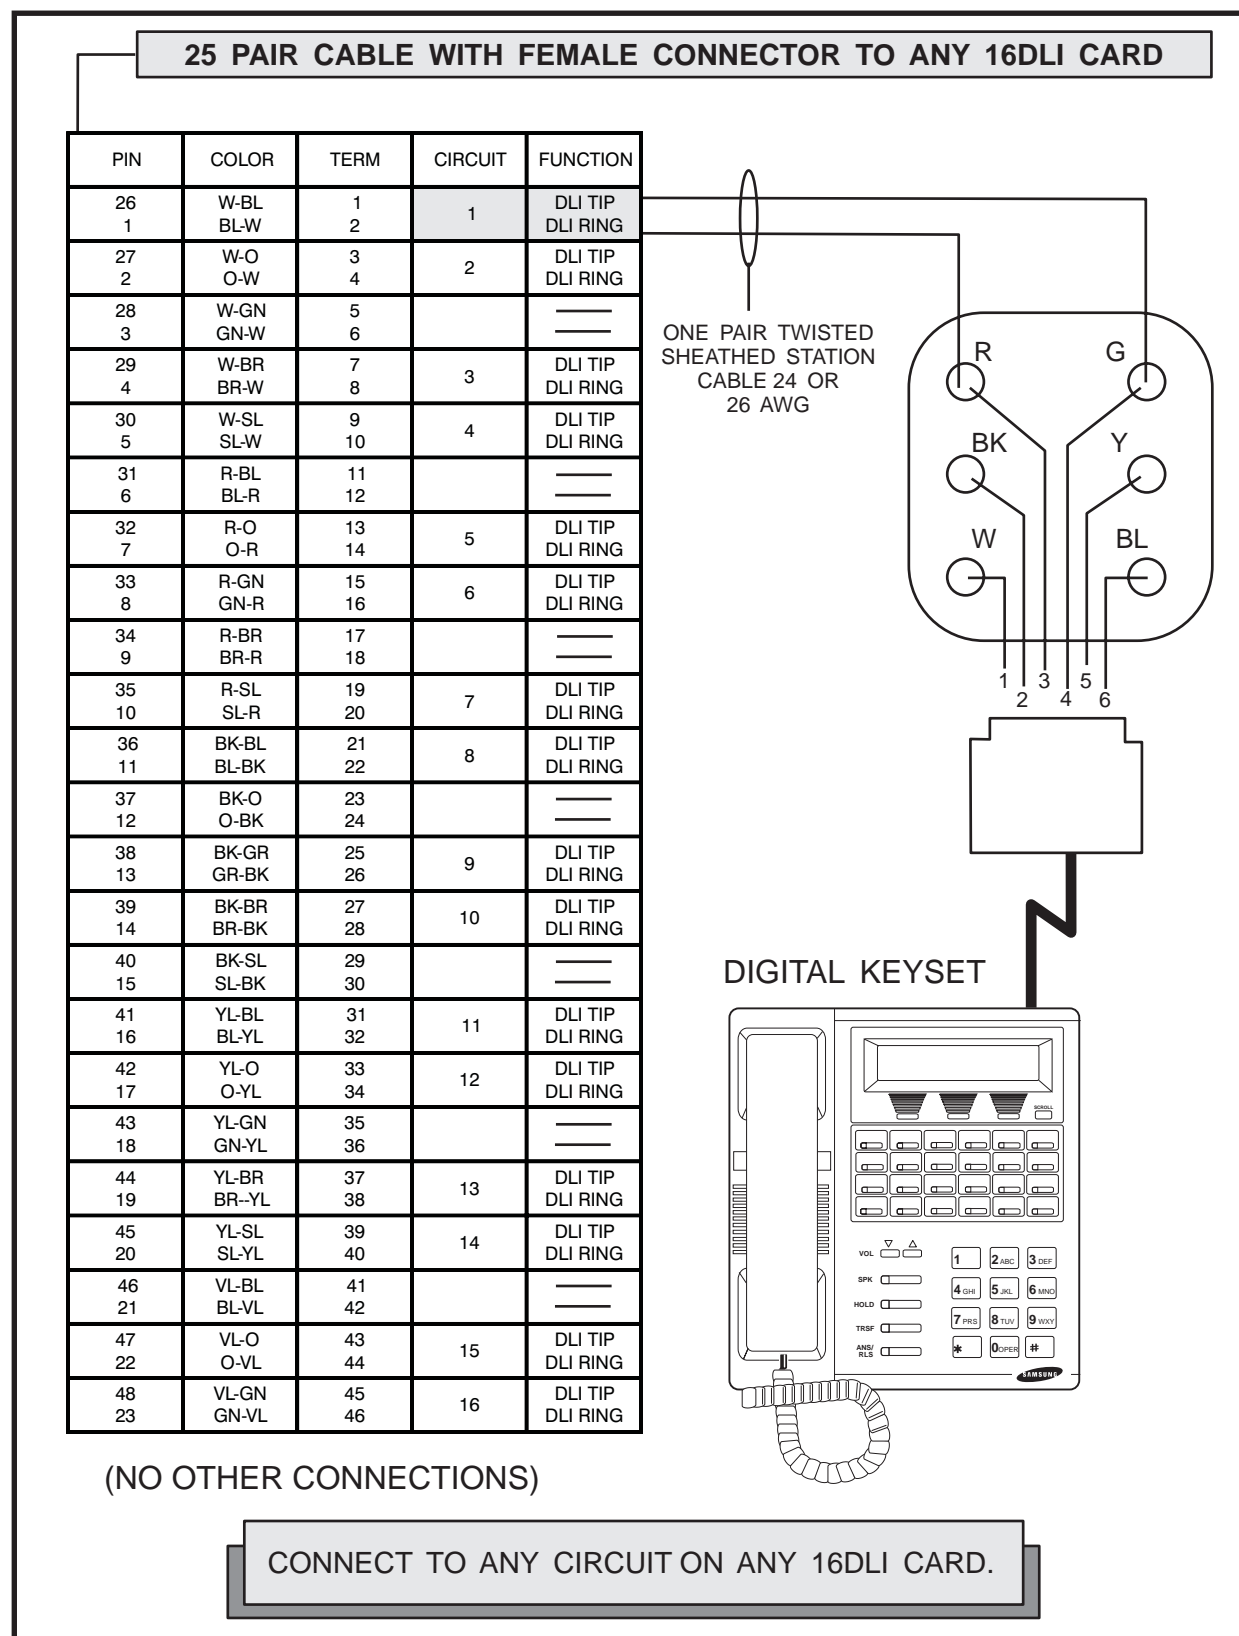 25 PAIR CABLE WITH FEMALE CONNECTOR TO ANY 16DLI CARD
PIN COLOR TERM CIRCUIT FUNCTION
26 W-BL 1 DLI TIP
1
1 BL-W 2 DLI RING
27 W-O 3 DLI TIP
2
2 O-W 4 DLI RING
28 W-GN 5
3 GN-W 6
29 W-BR 7 DLI TIP
3
4 BR-W 8 DLI RING
30 W-SL 9 DLI TIP
4
5 SL-W 10 DLI RING
31 R-BL 11
6 BL-R 12
32 R-O 13 DLI TIP
5
7 O-R 14 DLI RING
33 R-GN 15 DLI TIP
6
8 GN-R 16 DLI RING
34 R-BR 17
9 BR-R 18
35 R-SL 19 DLI TIP
7
10 SL-R 20 DLI RING
36 BK-BL 21 DLI TIP
8
11 BL-BK 22 DLI RING
37 BK-O 23
12 O-BK 24
38 BK-GR 25 DLI TIP
9
13 GR-BK 26 DLI RING
39 BK-BR 27 DLI TIP
10
14 BR-BK 28 DLI RING
40 BK-SL 29
15 SL-BK 30
41 YL-BL 31 DLI TIP
11
16 BL-YL 32 DLI RING
42 YL-O 33 DLI TIP
12
17 O-YL 34 DLI RING
43 YL-GN 35
18 GN-YL 36
44 YL-BR 37 DLI TIP
13
19 BR--YL 38 DLI RING
45 YL-SL 39 DLI TIP
14
20 SL-YL 40 DLI RING
46 VL-BL 41
21 BL-VL 42
47 VL-O 43 DLI TIP
15
22 O-VL 44 DLI RING
48 VL-GN 45 DLI TIP
16
23 GN-VL 46 DLI RING
(NO OTHER CONNECTIONS)
ONE PAIR TWISTED
SHEATHED STATION
CABLE 24 OR
26 AWG
R G
BK Y
W BL
1 2 3 4 5 6
DIGITAL KEYSET
SCROLL
VOL
SPK
HOLD
TRSF
ANS/
RLS
1 2 ABC 3 DEF
4 GHI 5 JKL 6 MNO
7 PRS 8 TUV 9 WXY
* 0 OPER #
SAMSUNG
CONNECT TO ANY CIRCUIT ON ANY 16DLI CARD.